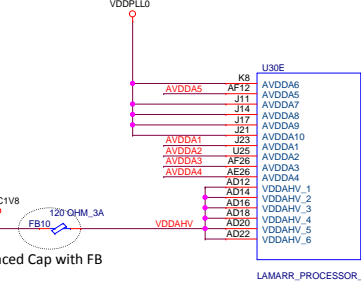 VDDPLL0
U30E
K8 AVDDA6
AVDDA5 AF12 AVDDA5
J11 AVDDA7
J14 AVDDA8
J17 AVDDA9
J21 AVDDA10
AVDDA1 J23 AVDDA1
AVDDA2 U25 AVDDA2
AVDDA3 AF26 AVDDA3
AVDDA4 AE26 AVDDA4
AD12 VDDAHV_1
AD14 VDDAHV_2
AD16 VDDAHV_3
AD18 VDDAHV_4
VDDAHV AD20 VDDAHV_5
AD22 VDDAHV_6
C1V8
120 OHM_3A
FB10
aced Cap with FB
LAMARR_PROCESSOR_